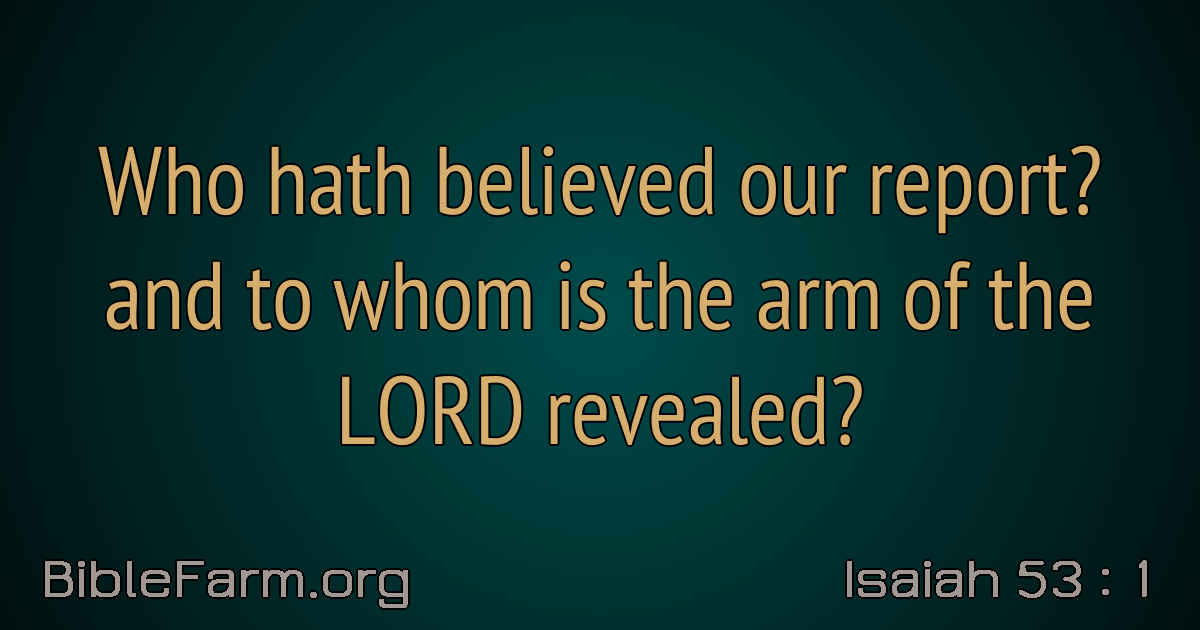 Who hath believed our report?
and to whom is the arm of the
LORD revealed?
BibleFarm.org
Isaiah 53 : 1